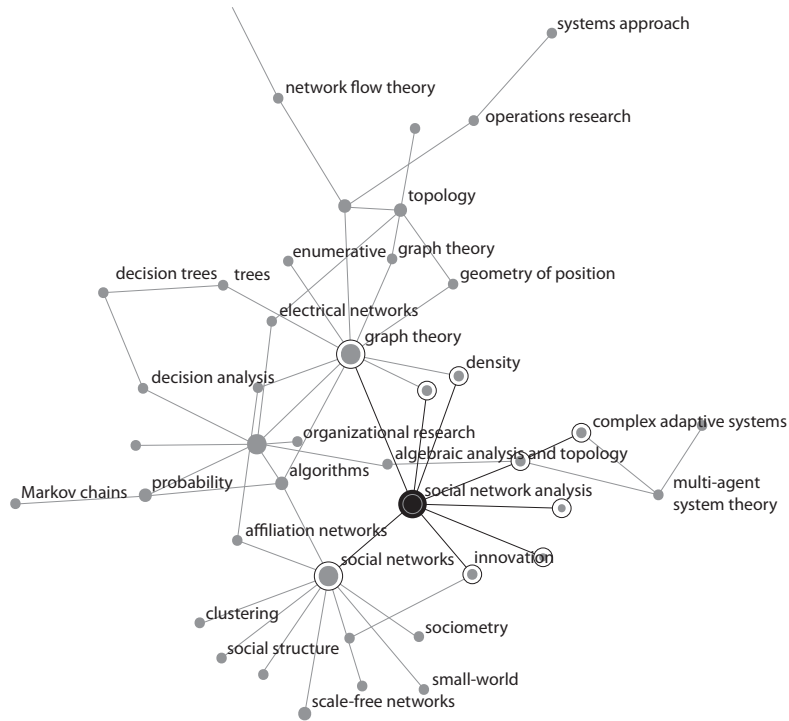 systems approach
network flow theory
operations research
topology
enumerative
graph theory
geometry of position
decision trees
trees
electrical networks
graph theory
density
decision analysis
complex adaptive systems
organizational research
algebraic analysis and topology
algorithms
probability
Markov chains
social network analysis
multi-agent
system theory
affiliation networks
social networks
innovation
clustering
sociometry
social structure
small-world
scale-free networks